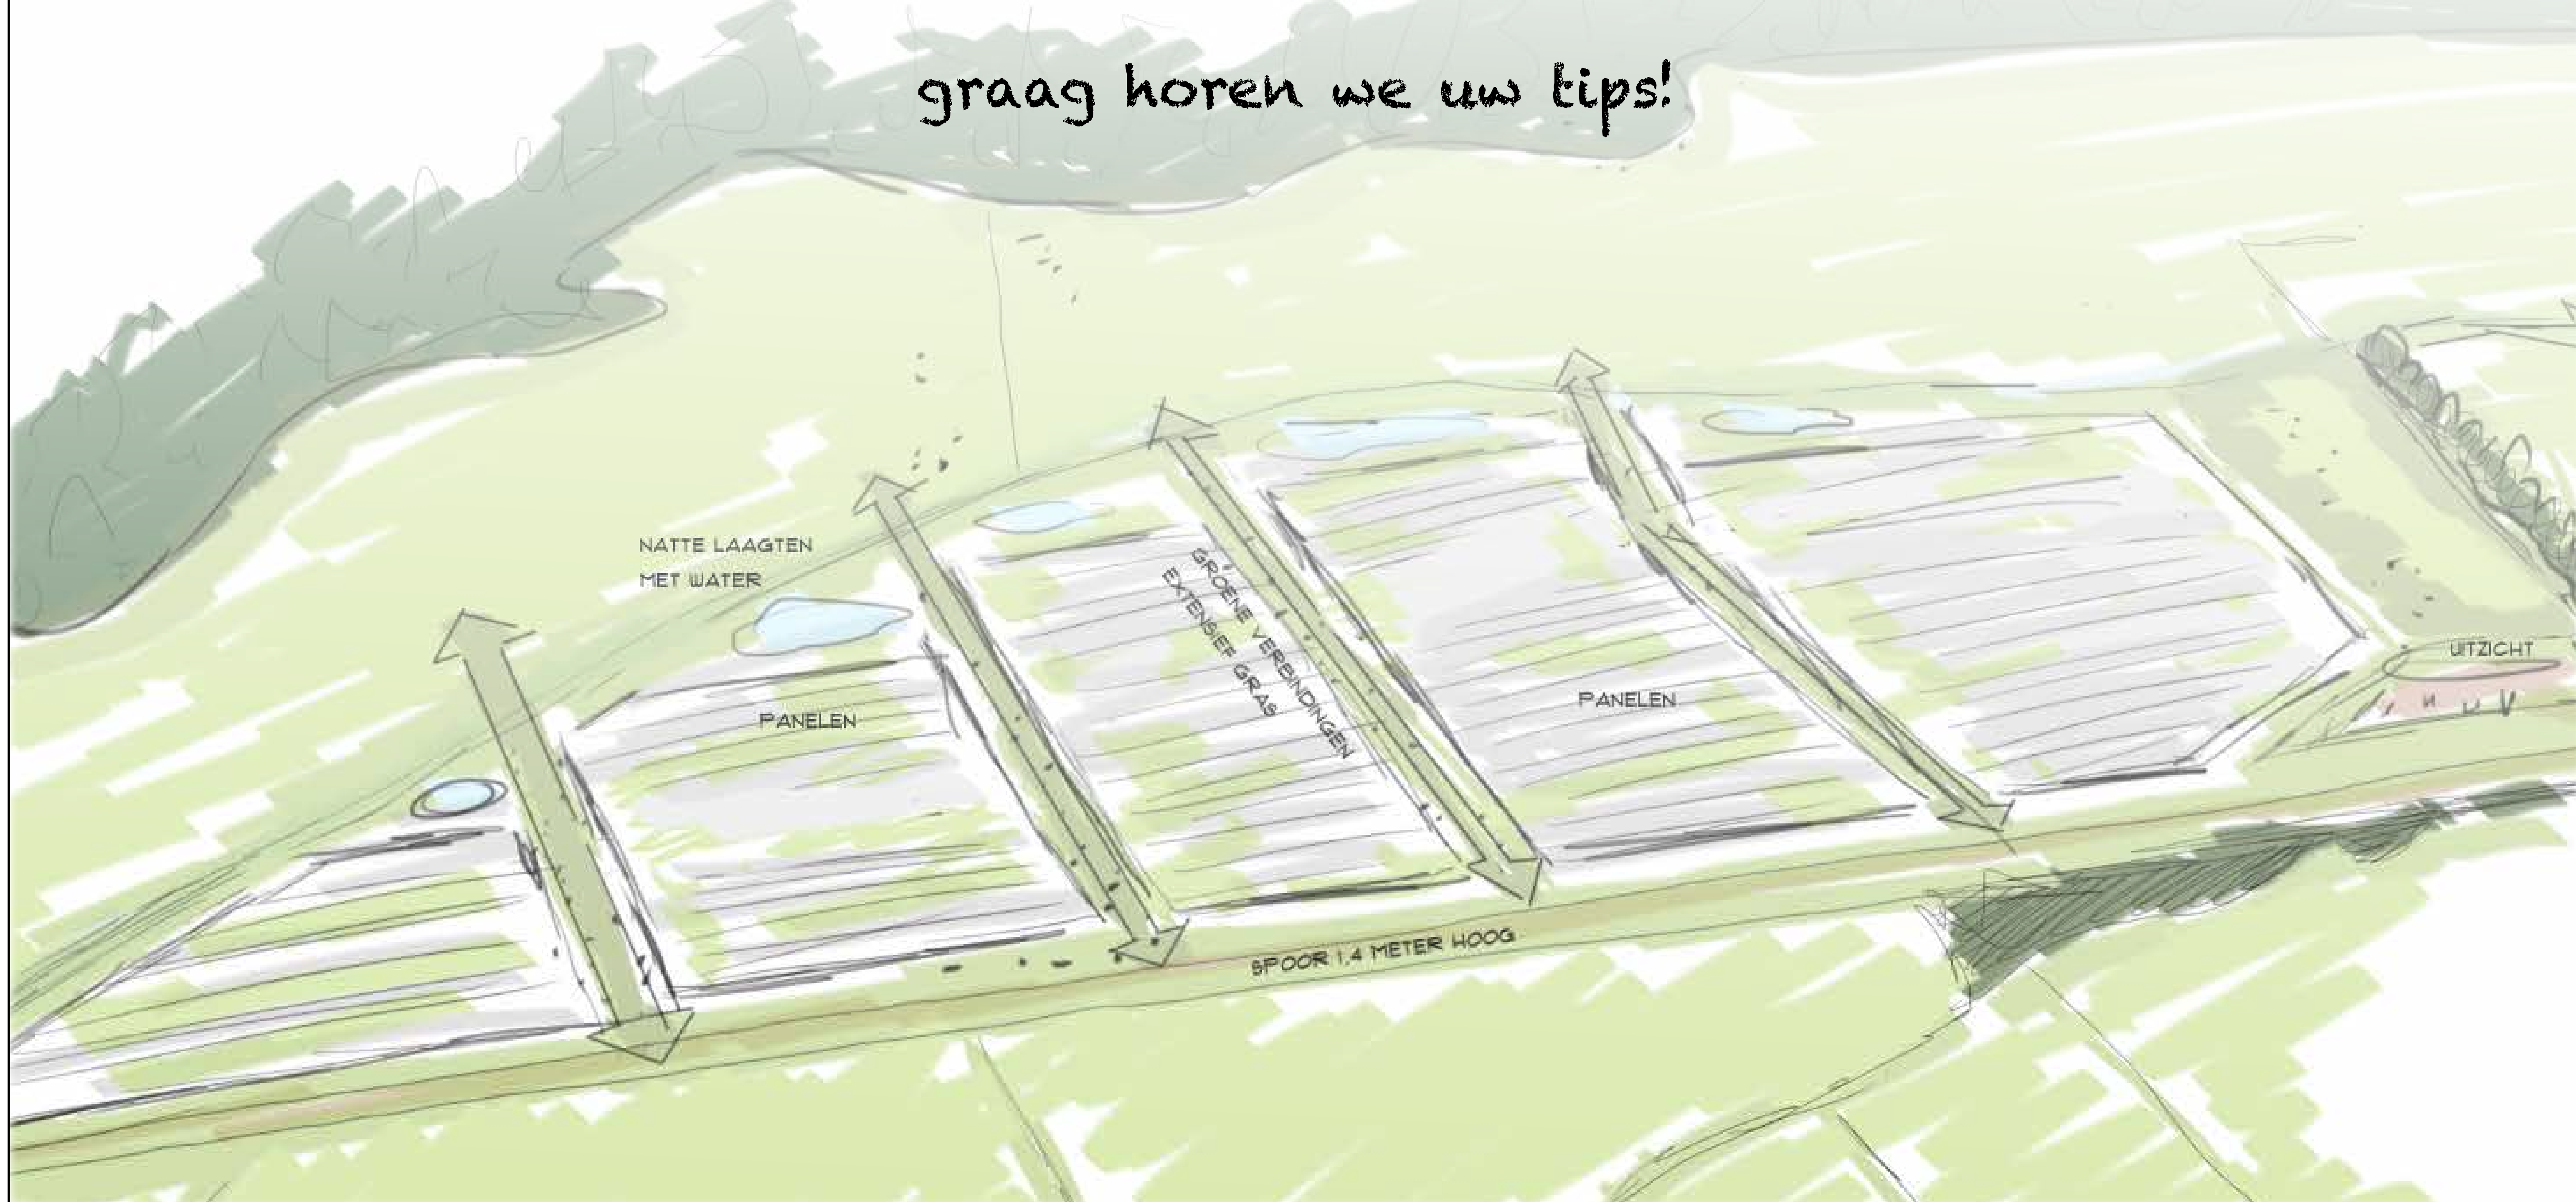 graag horen we uw tips!
NATTE LAAGTEN
MET WATER
GROENE VERBINDINGEN
EXTENSIEF GRAS
UITZICHT
PANELEN
PANELEN
SPOOR 1.4 METER HOOG